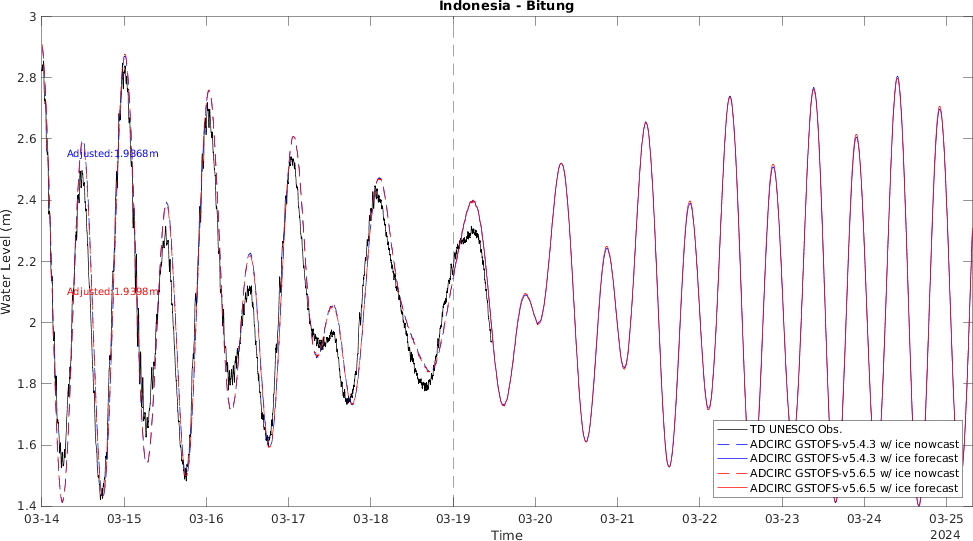 Indonesia - Bitung
3
2.8
2.6
2.4
2.2
2
1.8
1.6
1.4
Water Level (m)
Adjusted:1.9368m
Adjusted:1.9398m
TD UNESCO Obs.
ADCIRC GSTOFS-v5.4.3 w/ ice nowcast
ADCIRC GSTOFS-v5.4.3 w/ ice forecast
ADCIRC GSTOFS-v5.6.5 w/ ice nowcast
ADCIRC GSTOFS-v5.6.5 w/ ice forecast
03-14 03-15 03-16 03-17 03-18 03-19 03-20 03-21 03-22 03-23 03-24 03-25
Time
2024